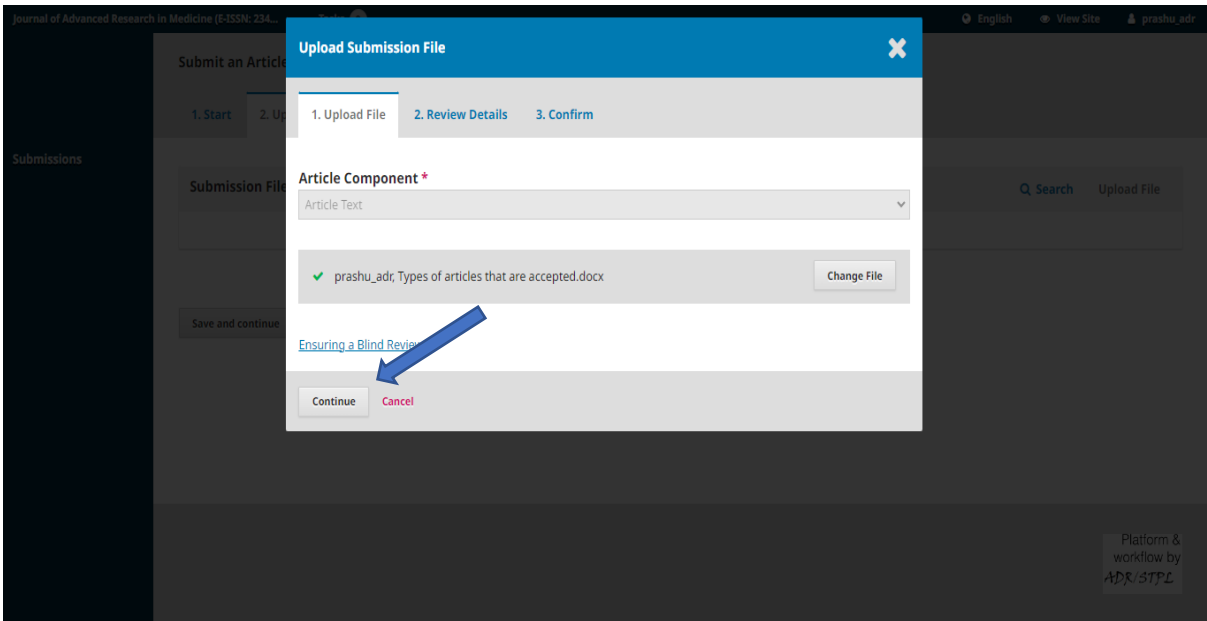 Journal of Advanced Research in Medicine (E-ISSN: 234... Tasks
English View Site prashu_adr
Upload Submission File
Submit an Article
1. Start 2. Up
1. Upload File 2. Review Details 3. Confirm
Submissions
Article Component *
Submission File
Search Upload File
Article Text
prashu_adr, Types of articles that are accepted.docx Change File
Save and continue
Ensuring a Blind Review
Continue Cancel
Platform &
workflow by
ADR/STPL